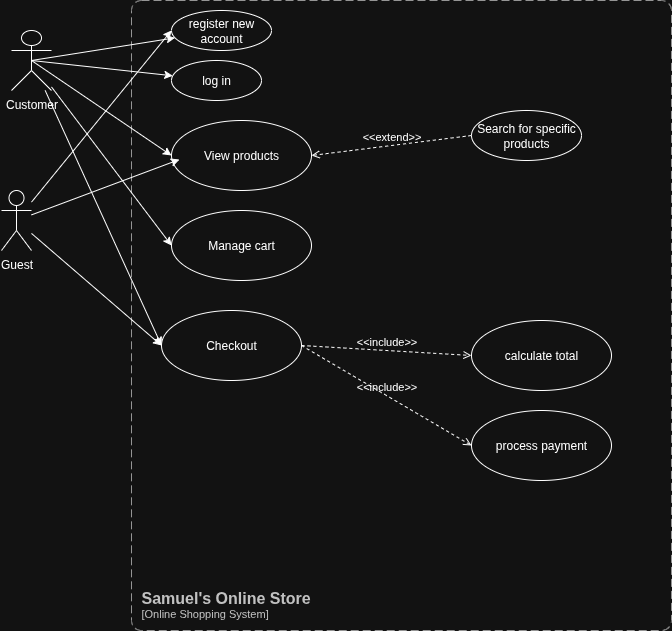 register new
account
Customer
log in
View products
<<extend>>
Search for specific
products
Guest
Manage cart
Checkout
<<include>>
calculate total
<<include>>
process payment
Samuel's Online Store
[Online Shopping System]